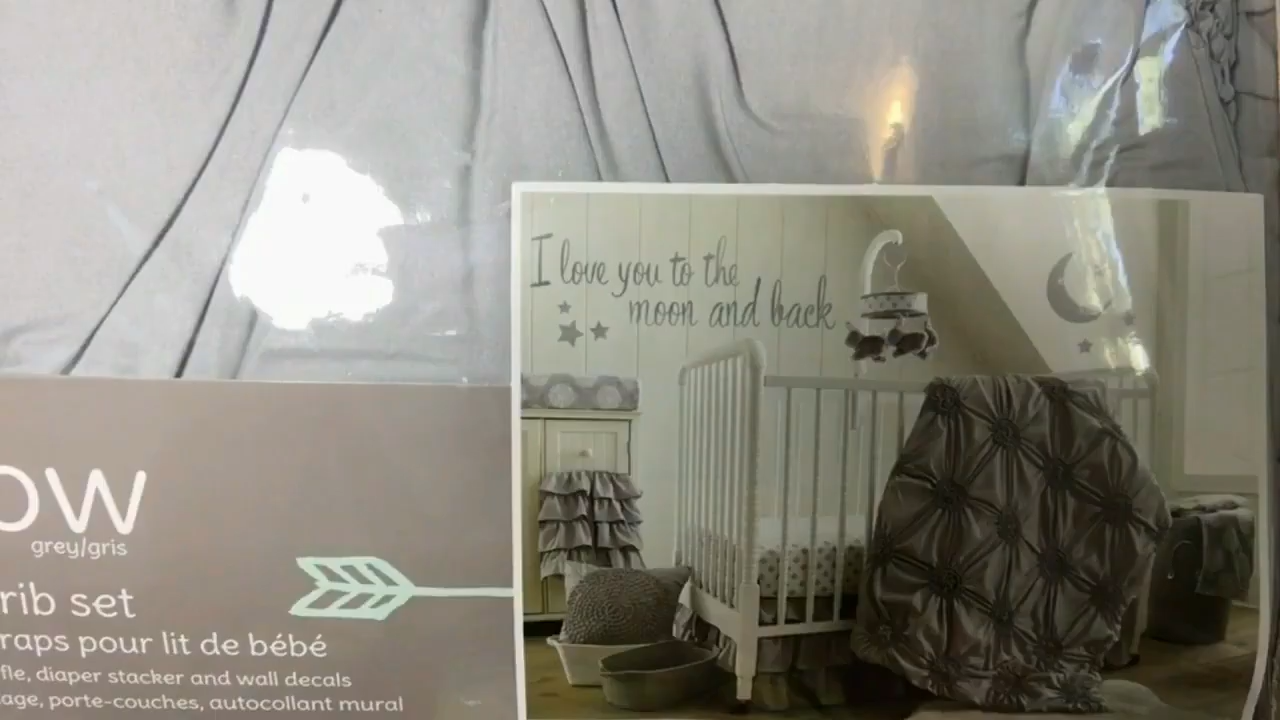 I love you to the
moon and back
ow
grey/gris
rib set
raps pour lit de bébé
fle, diaper stacker and wall decals
age, porte-couches, autocollant mural